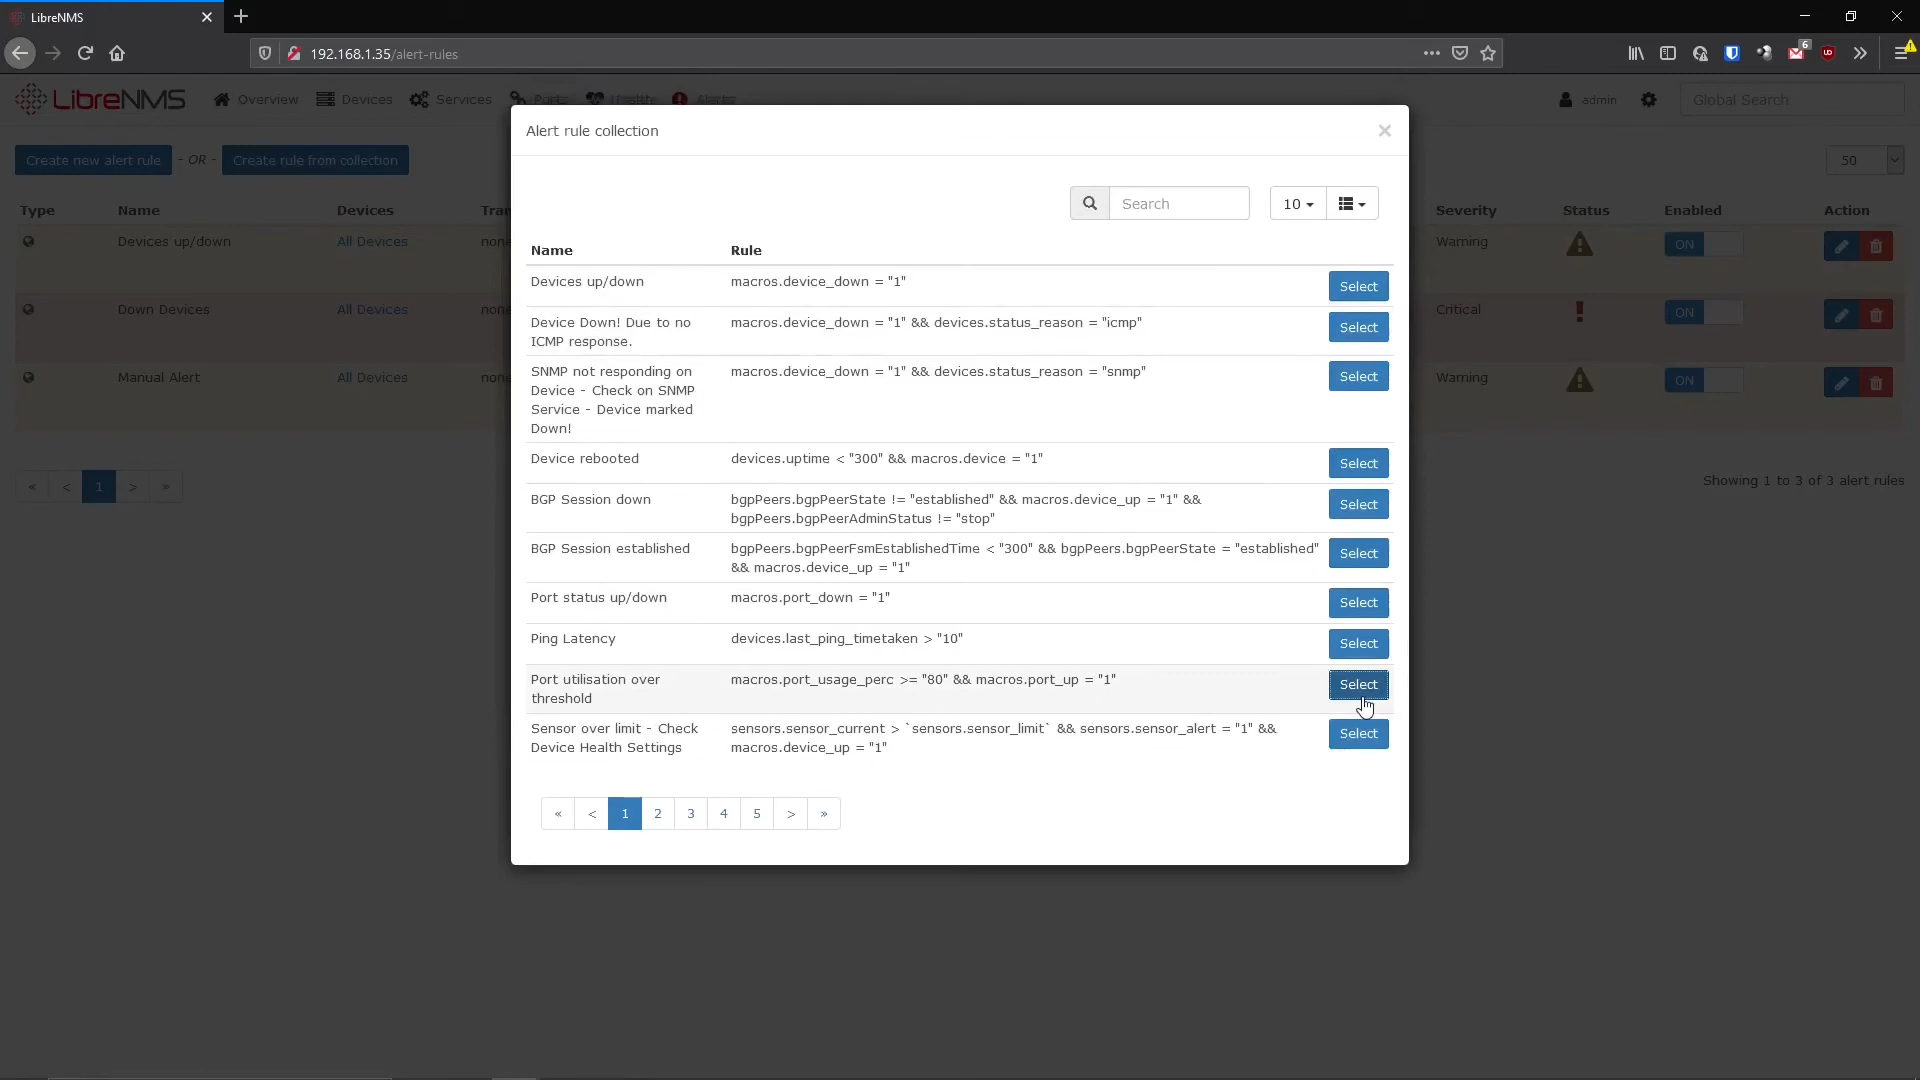 LibreNMS
6
192.168.1.35/alert-rules
LibreNMS
Overview
Devices
Services
Ports
Health
Alerts
admin
Global Search
Create new alert rule
- OR -
Create rule from collection
50
Type
Name
Devices
Tran
Severity
Status
Enabled
Action
Devices up/down
All Devices
none
Warning
ON
Down Devices
All Devices
none
Critical
ON
Manual Alert
All Devices
none
Warning
ON
«
<
1
>
»
Showing 1 to 3 of 3 alert rules
Alert rule collection
×
Search
10
Name
Rule
Devices up/down
macros.device_down = "1"
Select
Device Down! Due to no
ICMP response.
macros.device_down = "1" && devices.status_reason = "icmp"
Select
SNMP not responding on
Device - Check on SNMP
Service - Device marked
Down!
macros.device_down = "1" && devices.status_reason = "snmp"
Select
Device rebooted
devices.uptime < "300" && macros.device = "1"
Select
BGP Session down
bgpPeers.bgpPeerState != "established" && macros.device_up = "1" &&
bgpPeers.bgpPeerAdminStatus != "stop"
Select
BGP Session established
bgpPeers.bgpPeerFsmEstablishedTime < "300" && bgpPeers.bgpPeerState = "established"
&& macros.device_up = "1"
Select
Port status up/down
macros.port_down = "1"
Select
Ping Latency
devices.last_ping_timetaken > "10"
Select
Port utilisation over
threshold
macros.port_usage_perc >= "80" && macros.port_up = "1"
Select
Sensor over limit - Check
Device Health Settings
sensors.sensor_current > `sensors.sensor_limit` && sensors.sensor_alert = "1" &&
macros.device_up = "1"
Select
«
<
1
2
3
4
5
>
»